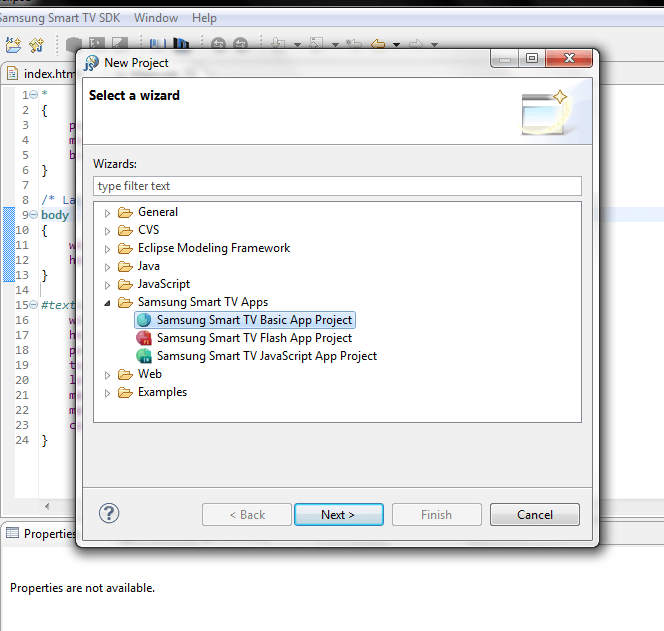 Samsung Smart TV SDK Window Help
index.htm
New Project
Select a wizard
Wizards:
type filter text
General
CVS
Eclipse Modeling Framework
Java
JavaScript
Samsung Smart TV Apps
Samsung Smart TV Basic App Project
Samsung Smart TV Flash App Project
Samsung Smart TV JavaScript App Project
Web
Examples
< Back Next > Finish Cancel
1 *
2 {
3 p
4 m
5 b
6 }
7
8 /* La
9 body
10 {
11 w
12 h
13 }
14
15 #text
16 w
17 h
18 p
19 t
20 l
21 m
22 m
23 c
24 }
Properties
Properties are not available.